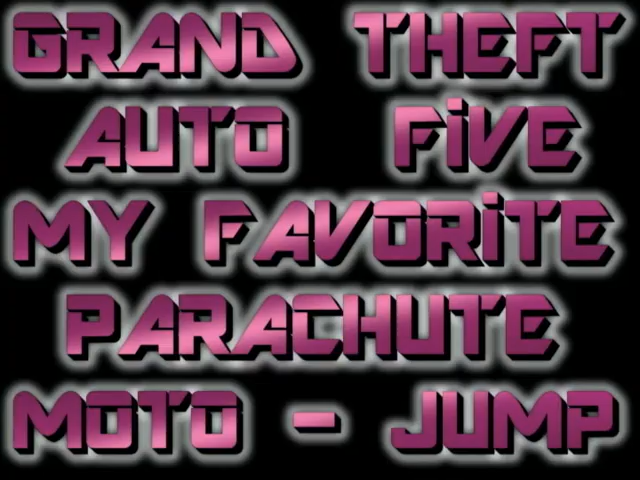 GRAND THEFT
AUTO FiVE
MY FAVORiTE
PARACHUTE
MOTO - JUMP